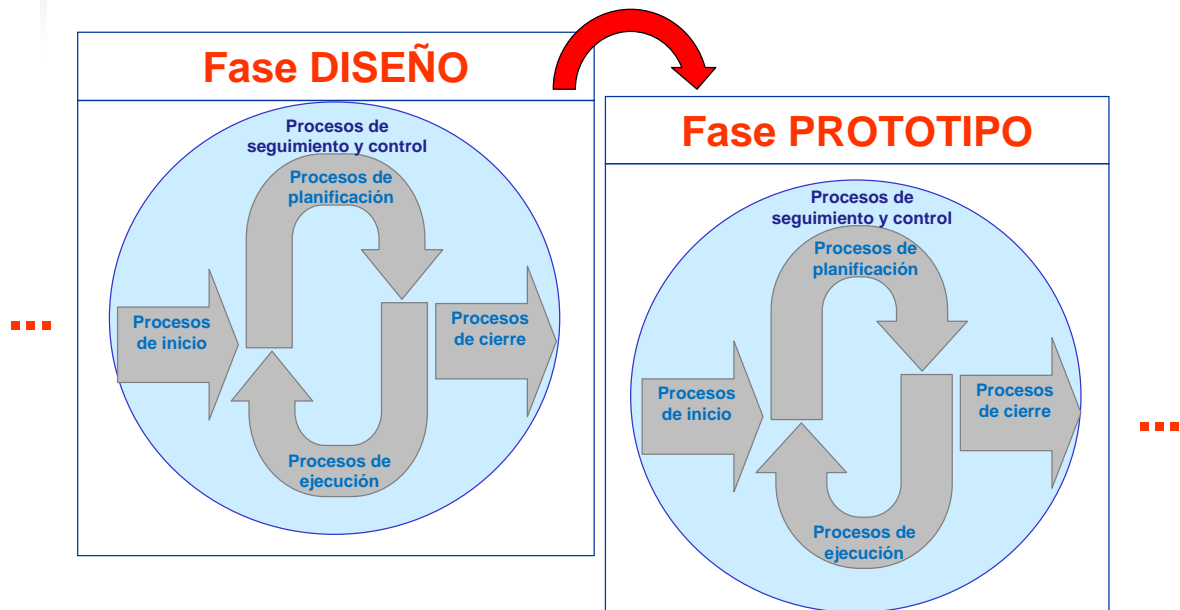 Fase DISEÑO
Procesos de
seguimiento y control
Procesos de
planificación
Procesos
de inicio
Procesos
de cierre
Procesos de
ejecución
Fase PROTOTIPO
Procesos de
seguimiento y control
Procesos de
planificación
Procesos
de inicio
Procesos
de cierre
Procesos de
ejecución